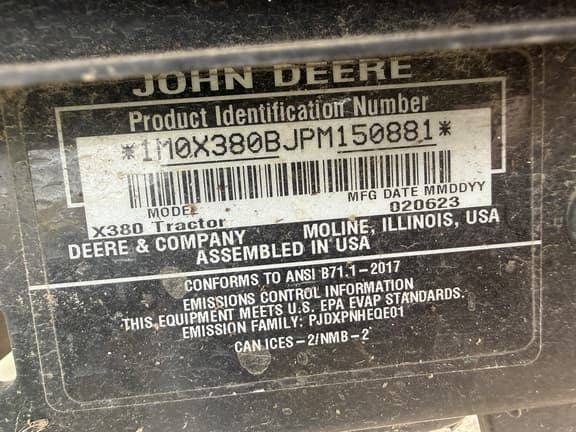 JOHN DEERE
Product Identification Number
*1M0X380BJPM150881*
MODEL MFG DATE MMDDYY
X380 Tractor 020623
DEERE & COMPANY MOLINE, ILLINOIS, USA
ASSEMBLED IN USA
CONFORMS TO ANSI B71.1-2017
EMISSIONS CONTROL INFORMATION
THIS EQUIPMENT MEETS U.S. EPA EVAP STANDARDS.
EMISSION FAMILY: PJDXPNHEQE01
CAN ICES-2/NMB-2